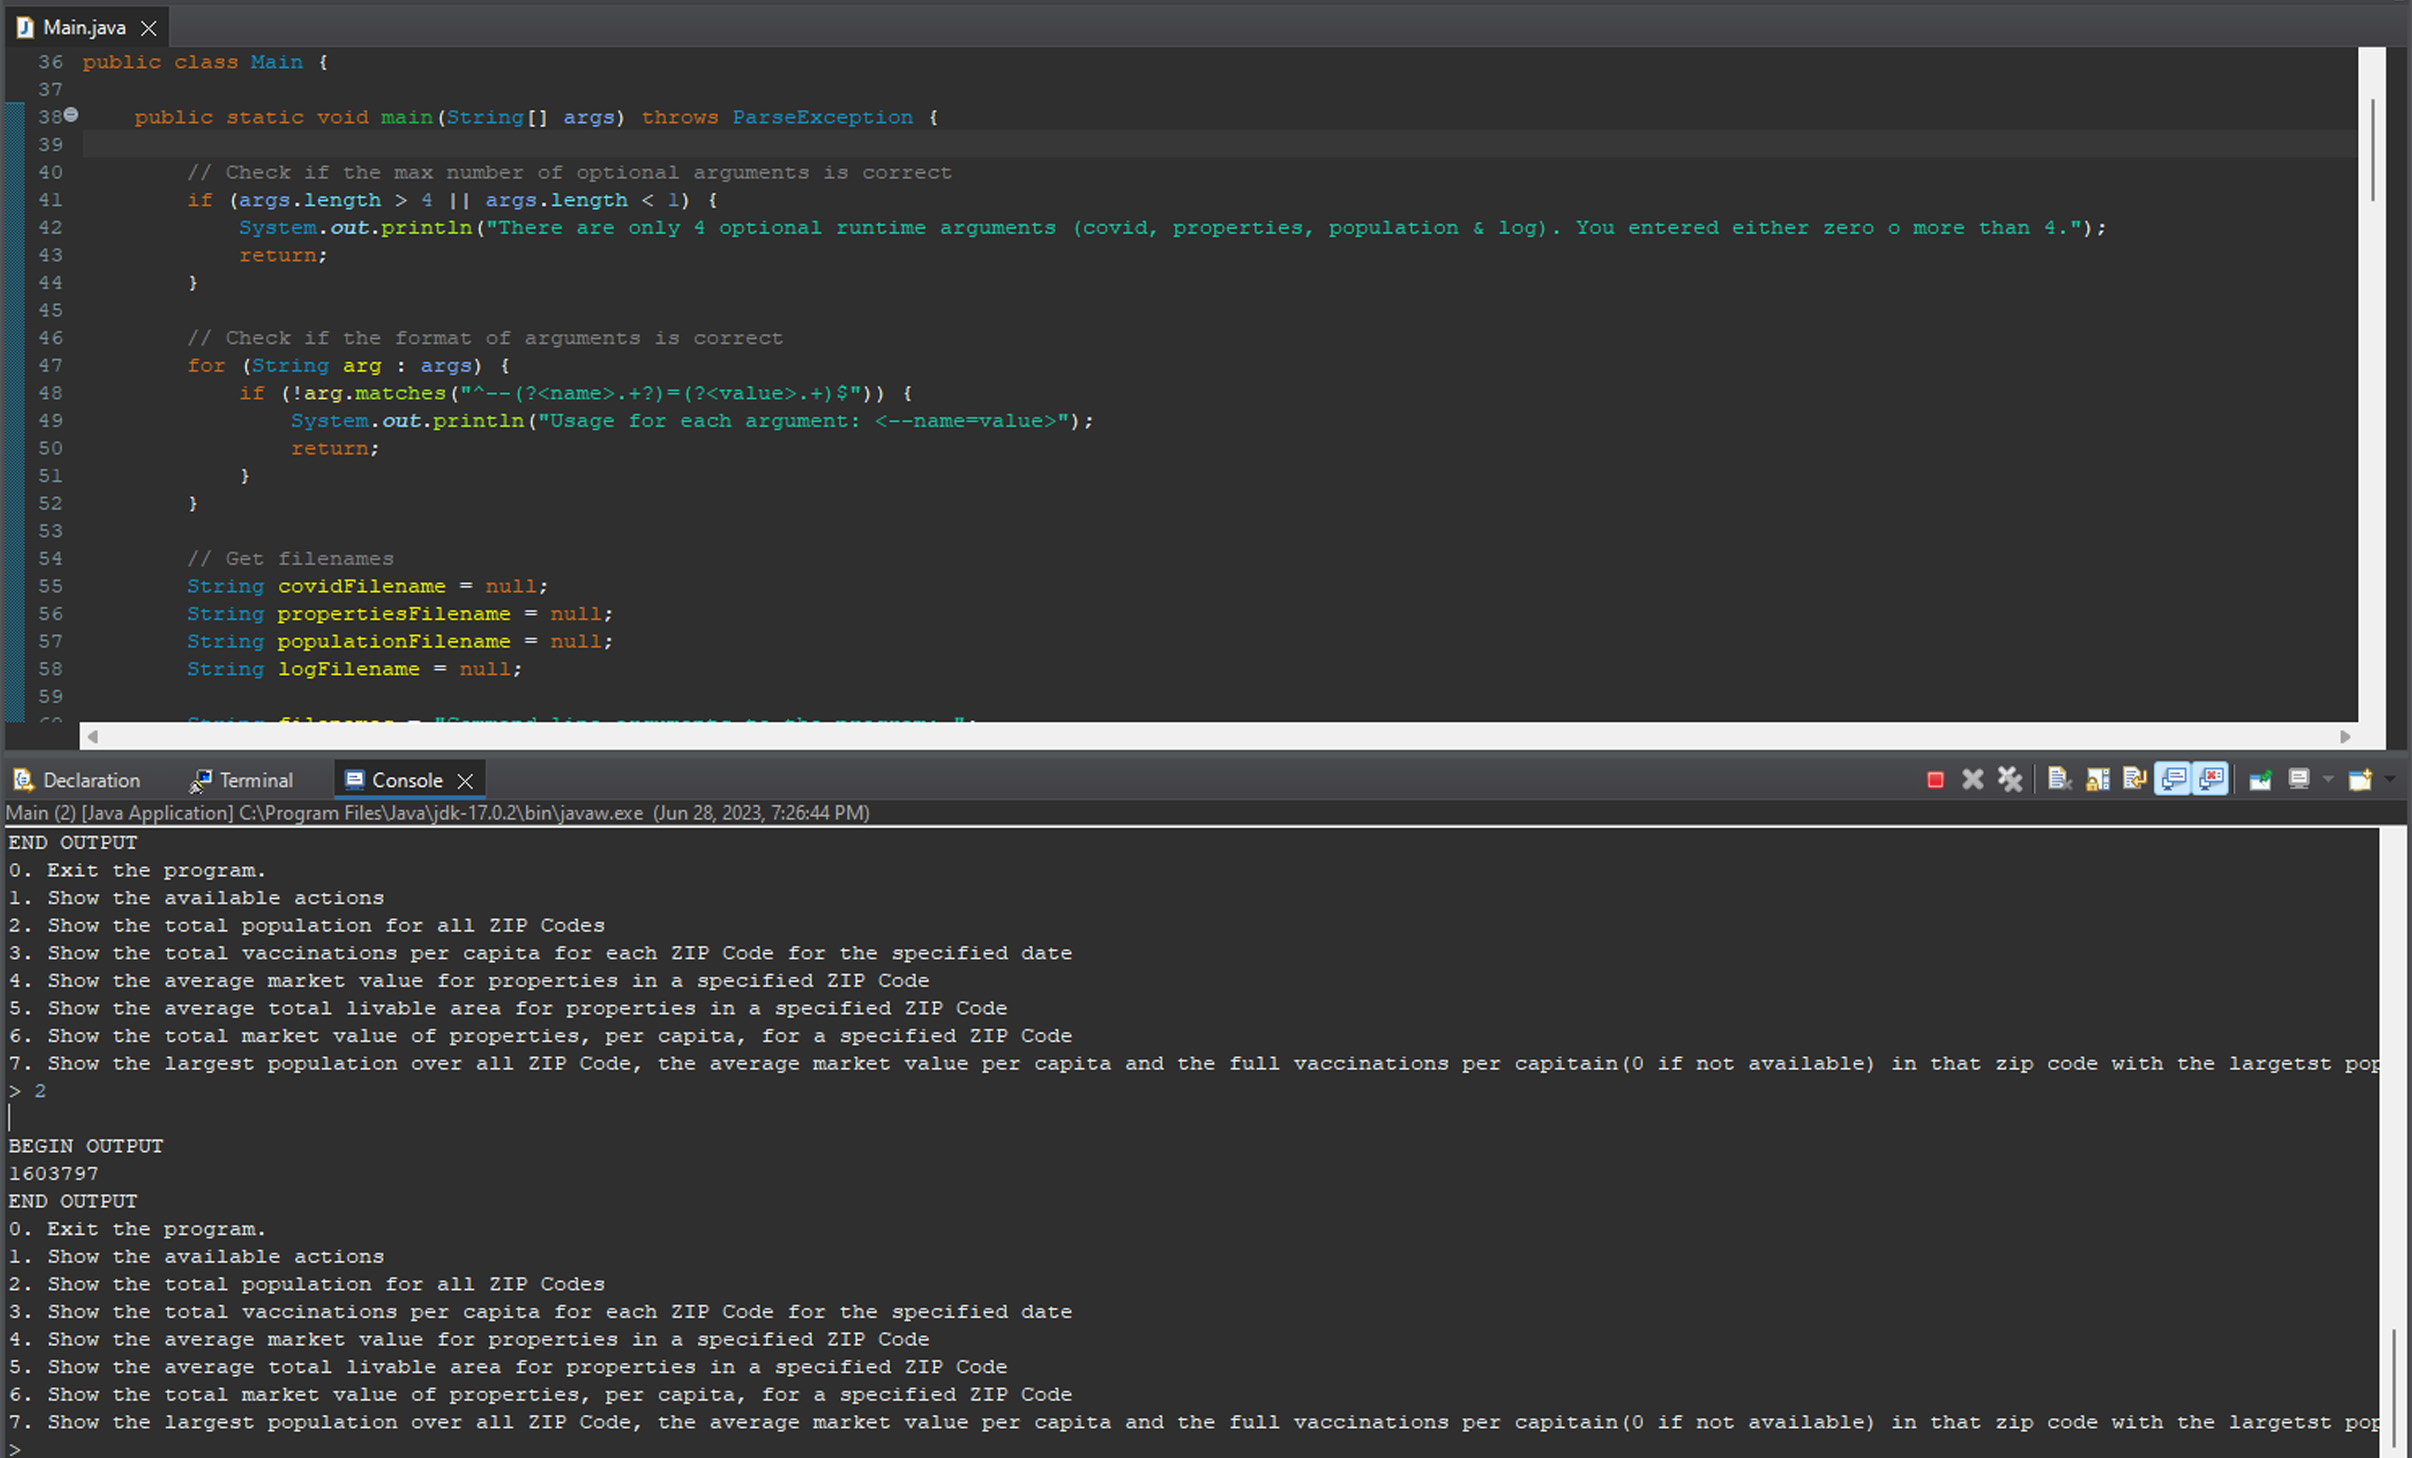 Main.java
36 public class Main {
37
38 public static void main(String[] args) throws ParseException {
39
40 // Check if the max number of optional arguments is correct
41 if (args.length > 4 || args.length < 1) {
42 System.out.println("There are only 4 optional runtime arguments (covid, properties, population & log). You entered either zero o more than 4.");
43 return;
44 }
45
46 // Check if the format of arguments is correct
47 for (String arg : args) {
48 if (!arg.matches("^--(?<name>.+?)=(?<value>.+)$")) {
49 System.out.println("Usage for each argument: <--name=value>");
50 return;
51 }
52 }
53
54 // Get filenames
55 String covidFilename = null;
56 String propertiesFilename = null;
57 String populationFilename = null;
58 String logFilename = null;
59
60 String filenames = "Command line arguments to the program: ";
Declaration Terminal Console
Main (2) [Java Application] C:\Program Files\Java\jdk-17.0.2\bin\javaw.exe (Jun 28, 2023, 7:26:44 PM)
END OUTPUT
0. Exit the program.
1. Show the available actions
2. Show the total population for all ZIP Codes
3. Show the total vaccinations per capita for each ZIP Code for the specified date
4. Show the average market value for properties in a specified ZIP Code
5. Show the average total livable area for properties in a specified ZIP Code
6. Show the total market value of properties, per capita, for a specified ZIP Code
7. Show the largest population over all ZIP Code, the average market value per capita and the full vaccinations per capitain(0 if not available) in that zip code with the largetst pop
> 2
BEGIN OUTPUT
1603797
END OUTPUT
0. Exit the program.
1. Show the available actions
2. Show the total population for all ZIP Codes
3. Show the total vaccinations per capita for each ZIP Code for the specified date
4. Show the average market value for properties in a specified ZIP Code
5. Show the average total livable area for properties in a specified ZIP Code
6. Show the total market value of properties, per capita, for a specified ZIP Code
7. Show the largest population over all ZIP Code, the average market value per capita and the full vaccinations per capitain(0 if not available) in that zip code with the largetst pop
>